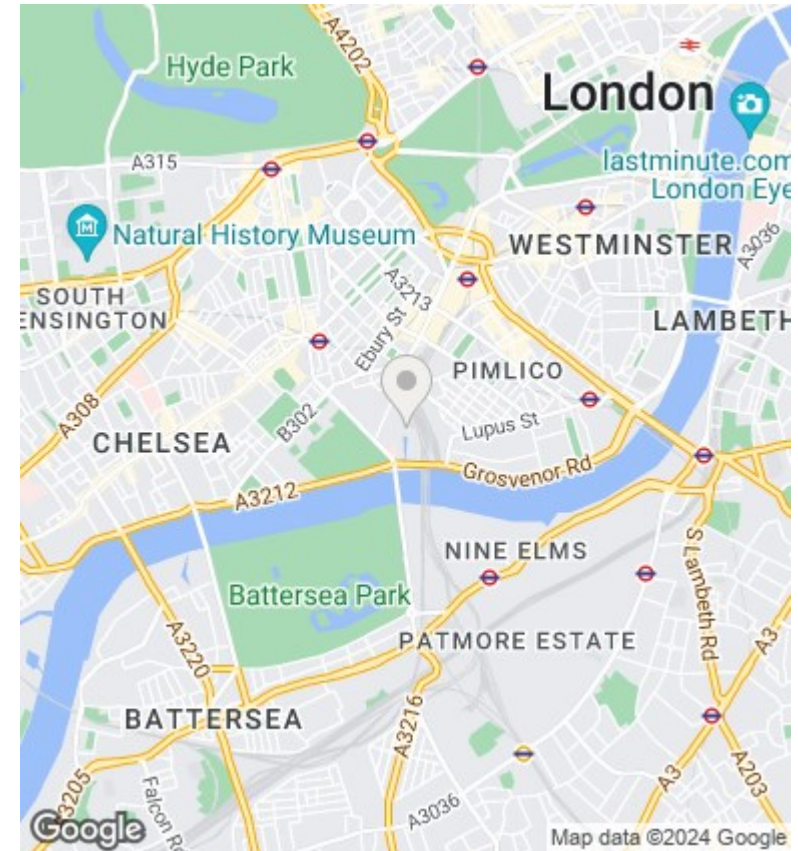 A4202
Hyde Park
London
A315
lastminute.com
London Eye
Natural History Museum
WESTMINSTER
A3036
A3213
SOUTH
ENSINGTON
Ebury St
LAMBETH
PIMLICO
A308
B302
Lupus St
CHELSEA
Grosvenor Rd
A3212
NINE ELMS
S Lambeth Rd
Battersea Park
PATMORE ESTATE
A3
A3220
BATTERSEA
A3216
A3205
Falcon Ro
A3036
A3
A203
Google
Map data ©2024 Google